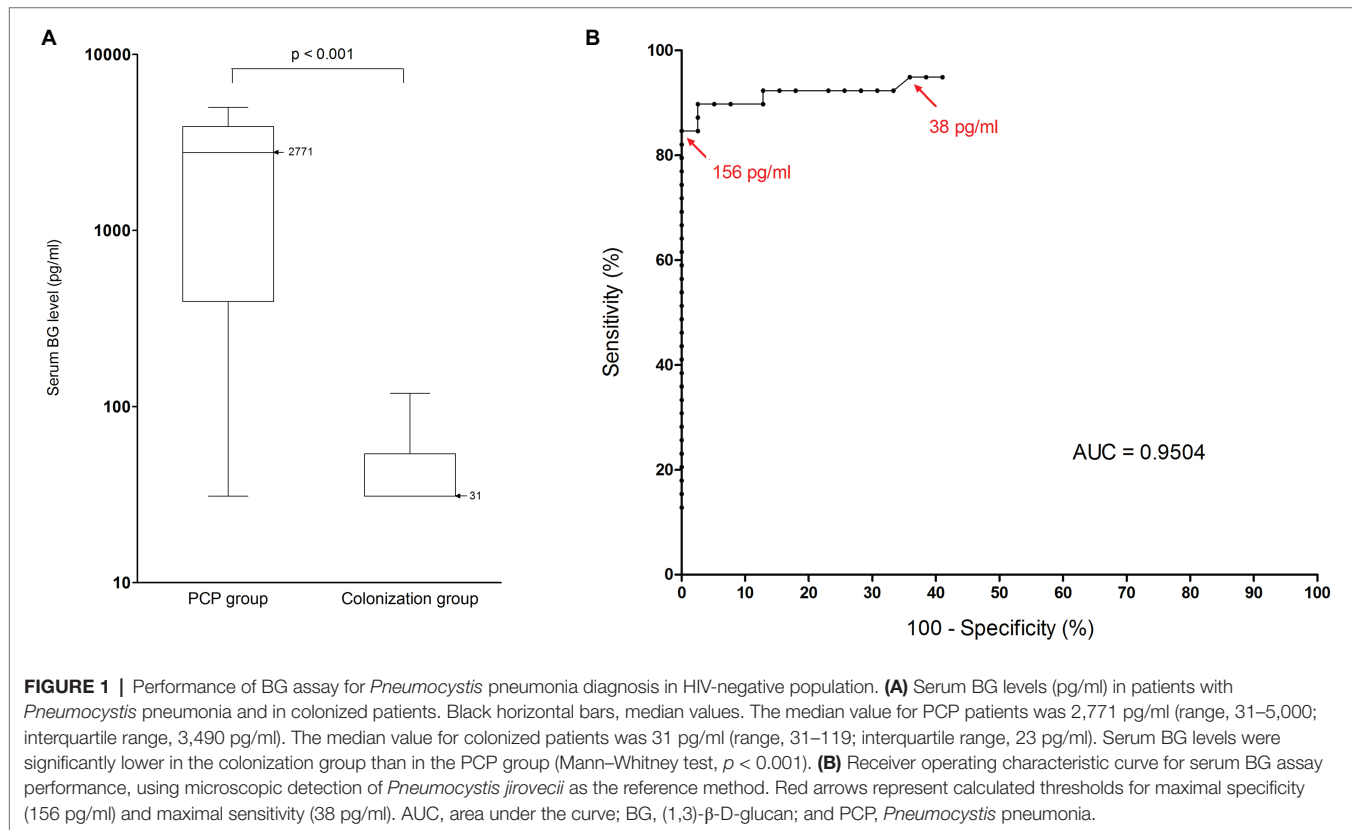 A
p < 0.001
10000
1000
100
10
Serum BG level (pg/ml)
2771
31
PCP group
Colonization group
B
100
80
60
40
20
0
Sensitivity (%)
38 pg/ml
156 pg/ml
AUC = 0.9504
0 10 20 30 40 50 60 70 80 90 100
100 - Specificity (%)
FIGURE 1 | Performance of BG assay for Pneumocystis pneumonia diagnosis in HIV-negative population. (A) Serum BG levels (pg/ml) in patients with
Pneumocystis pneumonia and in colonized patients. Black horizontal bars, median values. The median value for PCP patients was 2,771 pg/ml (range, 31–5,000;
interquartile range, 3,490 pg/ml). The median value for colonized patients was 31 pg/ml (range, 31–119; interquartile range, 23 pg/ml). Serum BG levels were
significantly lower in the colonization group than in the PCP group (Mann–Whitney test, p < 0.001). (B) Receiver operating characteristic curve for serum BG assay
performance, using microscopic detection of Pneumocystis jirovecii as the reference method. Red arrows represent calculated thresholds for maximal specificity
(156 pg/ml) and maximal sensitivity (38 pg/ml). AUC, area under the curve; BG, (1,3)-β-D-glucan; and PCP, Pneumocystis pneumonia.